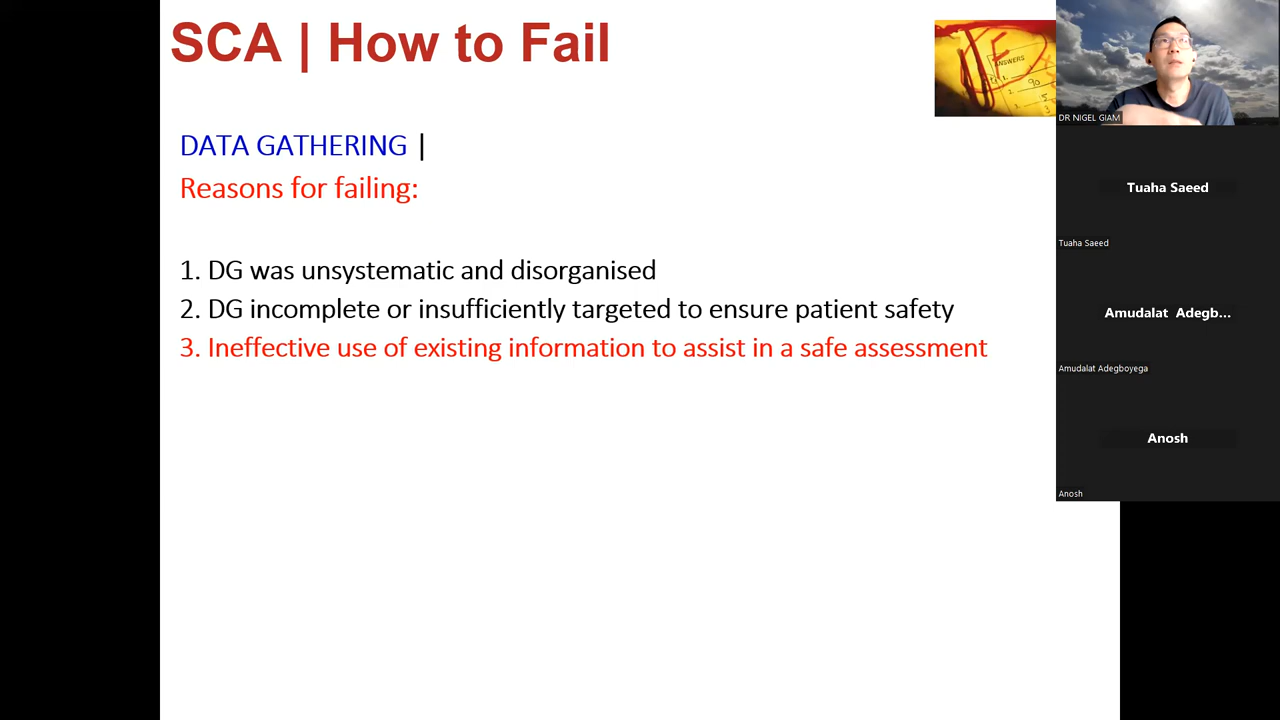 SCA | How to Fail
DATA GATHERING |
Reasons for failing:
1. DG was unsystematic and disorganised
2. DG incomplete or insufficiently targeted to ensure patient safety
3. Ineffective use of existing information to assist in a safe assessment
ANSWERS
90
DR NIGEL GIAM
Tuaha Saeed
Tuaha Saeed
Amudalat Adegb...
Amudalat Adegboyega
Anosh
Anosh